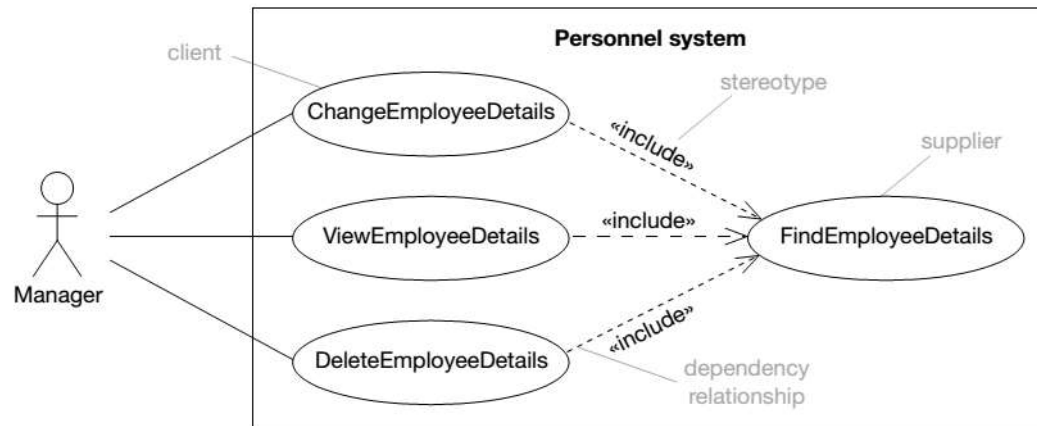 Personnel system
client
ChangeEmployeeDetails
stereotype
«include»
supplier
ViewEmployeeDetails
«include»
FindEmployeeDetails
Manager
DeleteEmployeeDetails
«include»
dependency
relationship